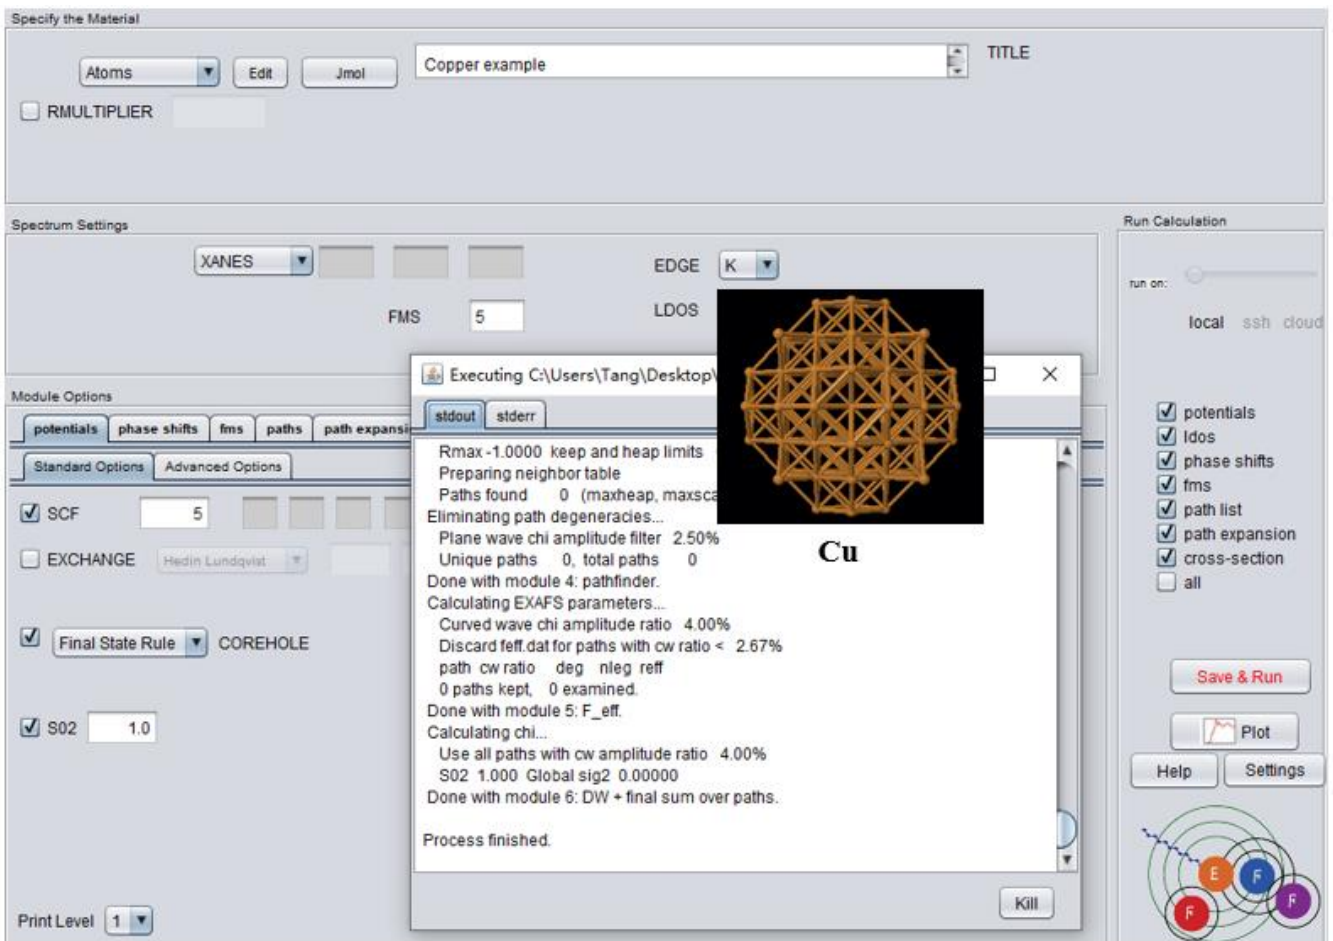 Specify the Material
Atoms Edit Jmol Copper example TITLE
RMULTIPLIER
Spectrum Settings
XANES EDGE K
FMS 5 LDOS
Run Calculation
run on:
local ssh cloud
potentials
ldos
phase shifts
fms
path list
path expansion
cross-section
all
Save & Run
Plot
Help Settings
E F F F
Module Options
potentials phase shifts fms paths path expansi
Standard Options Advanced Options
SCF 5
EXCHANGE Hedin Lundqvist
Final State Rule COREHOLE
S02 1.0
Print Level 1
Executing C:\Users\Tang\Desktop\
stdout stderr
Rmax -1.0000 keep and heap limits
Preparing neighbor table
Paths found 0 (maxheap, maxsca
Eliminating path degeneracies...
Plane wave chi amplitude filter 2.50%
Unique paths 0, total paths 0
Done with module 4: pathfinder.
Calculating EXAFS parameters...
Curved wave chi amplitude ratio 4.00%
Discard feff.dat for paths with cw ratio < 2.67%
path cw ratio deg nleg reff
0 paths kept, 0 examined.
Done with module 5: F_eff.
Calculating chi...
Use all paths with cw amplitude ratio 4.00%
S02 1.000 Global sig2 0.00000
Done with module 6: DW + final sum over paths.
Process finished.
Kill
Cu